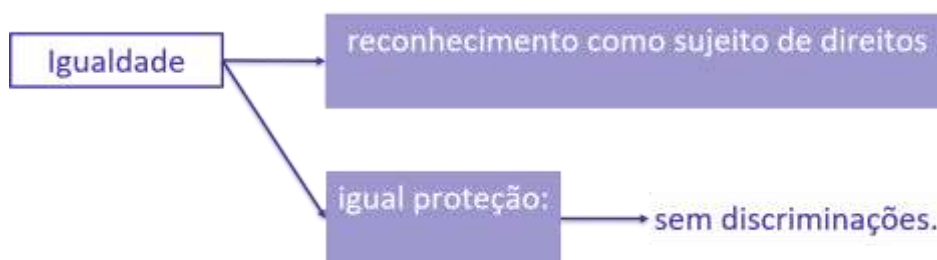 Igualdade
reconhecimento como sujeito de direitos
igual proteção:
sem discriminações.